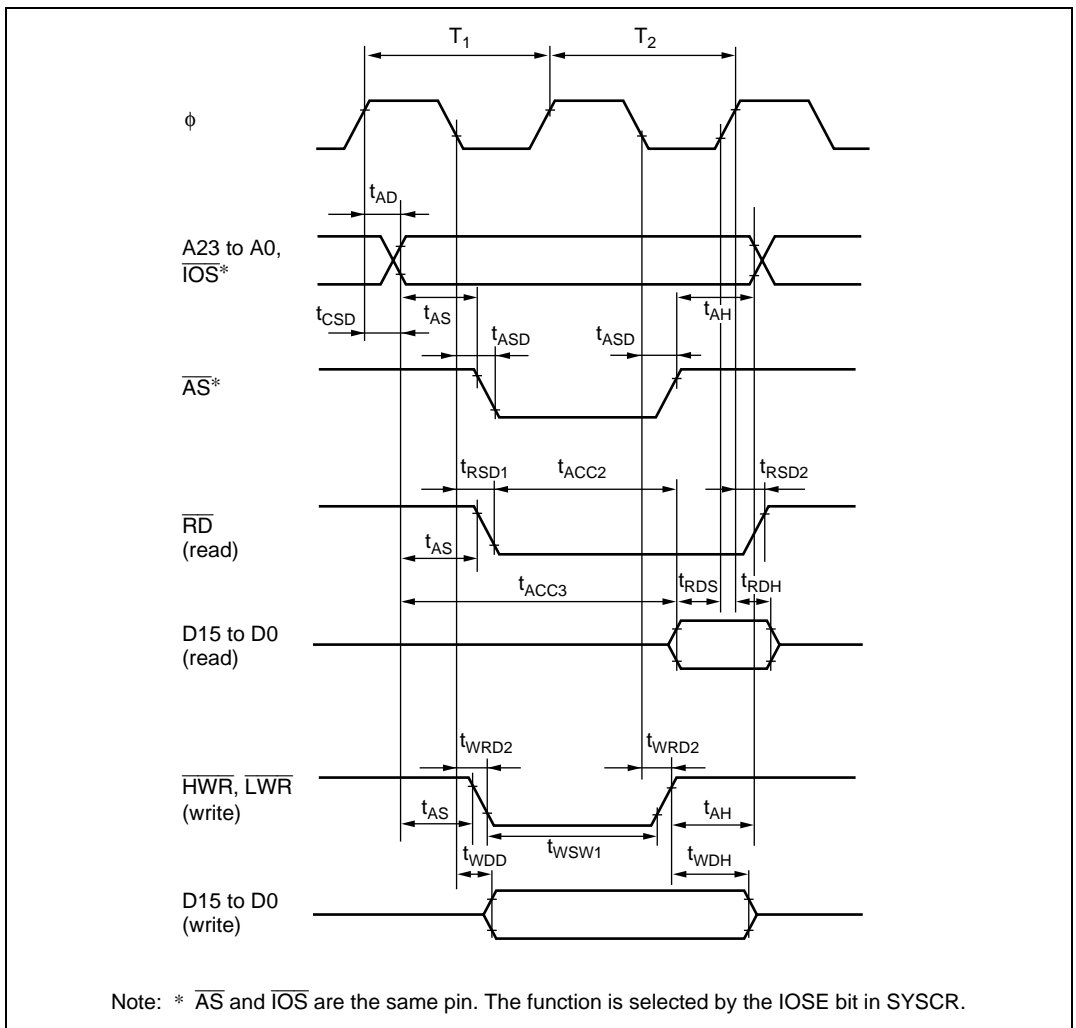 T1 T2
ϕ
tAD
A23 to A0,
IOS*
tCSD tAS tAH
tASD tASD
AS*
tRSD1 tACC2 tRSD2
RD
(read)
tAS
tACC3 tRDS tRDH
D15 to D0
(read)
tWRD2 tWRD2
HWR, LWR
(write)
tAS tAH
tWSW1
tWDD tWDH
D15 to D0
(write)
Note: * AS and IOS are the same pin. The function is selected by the IOSE bit in SYSCR.